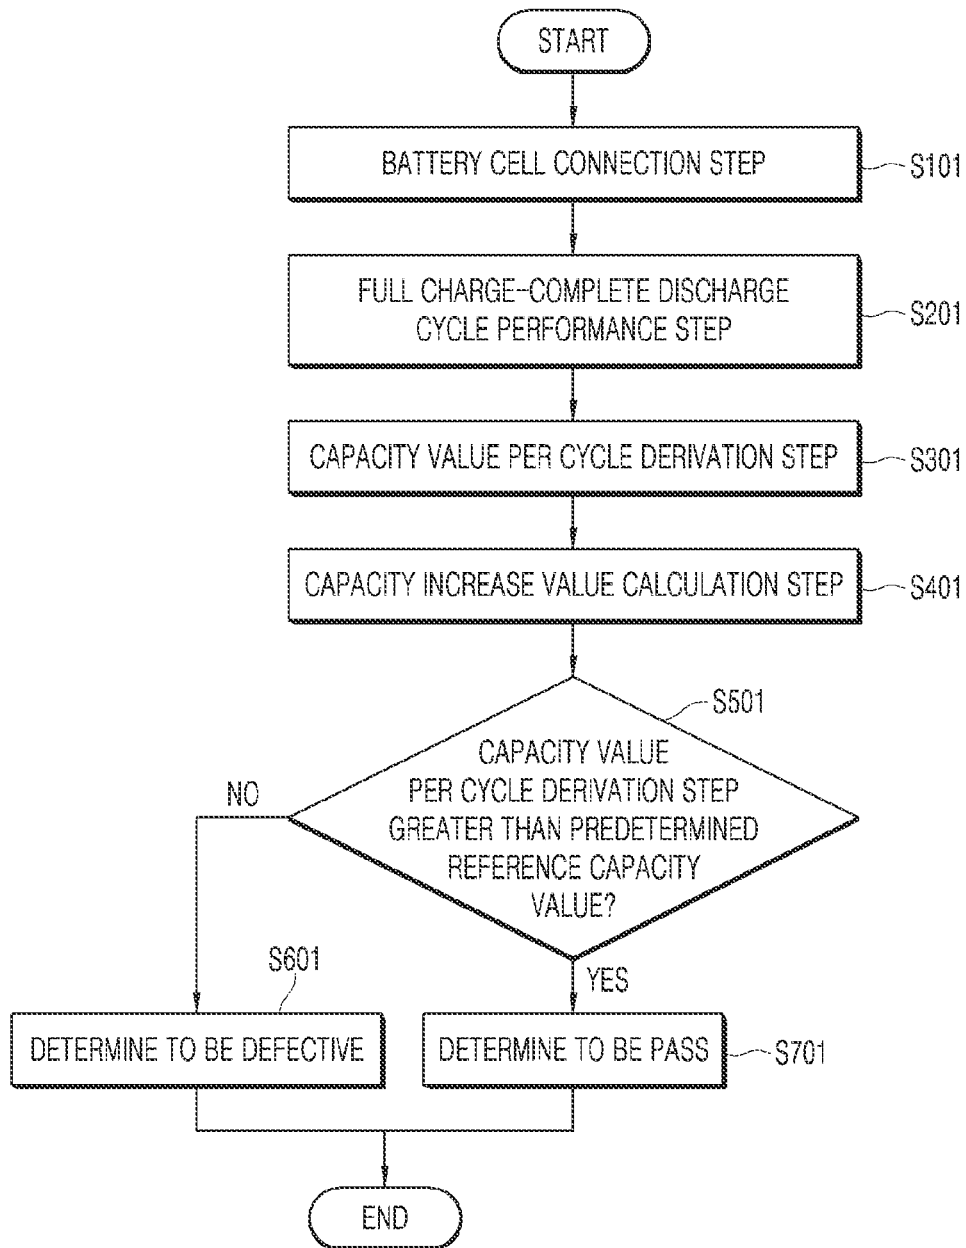 START
BATTERY CELL CONNECTION STEP
S101
FULL CHARGE-COMPLETE DISCHARGE
CYCLE PERFORMANCE STEP
S201
CAPACITY VALUE PER CYCLE DERIVATION STEP
S301
CAPACITY INCREASE VALUE CALCULATION STEP
S401
S501
CAPACITY VALUE
PER CYCLE DERIVATION STEP
GREATER THAN PREDETERMINED
REFERENCE CAPACITY
VALUE?
NO
YES
S601
DETERMINE TO BE DEFECTIVE
DETERMINE TO BE PASS
S701
END